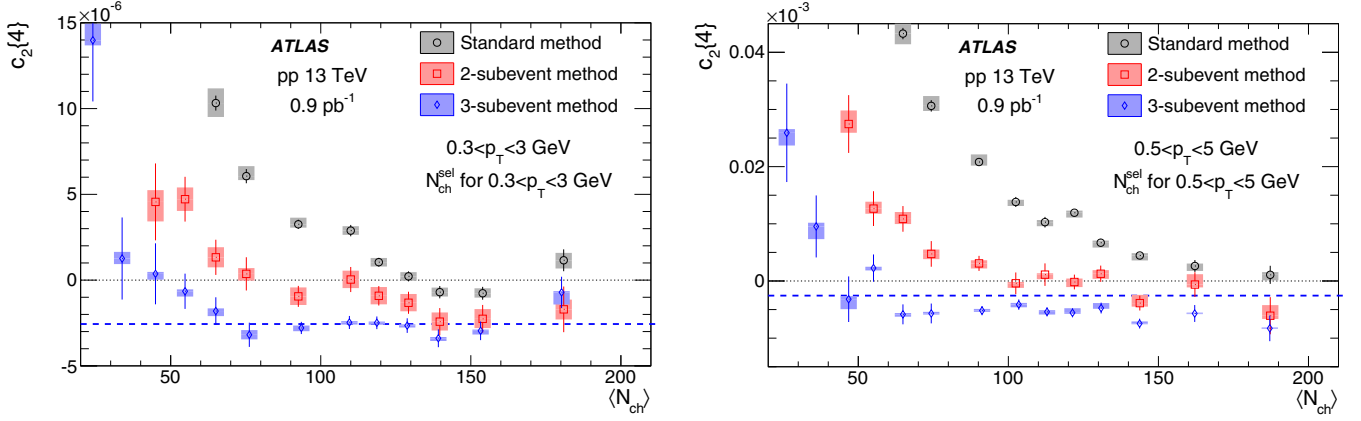 ×10⁻⁶
c₂{4}
15
10
5
0
−5
ATLAS
pp 13 TeV
0.9 pb⁻¹
Standard method
2-subevent method
3-subevent method
0.3<p_T<3 GeV
N_ch^sel for 0.3<p_T<3 GeV
50 100 150 200
⟨N_ch⟩
×10⁻³
c₂{4}
0.04
0.02
0
ATLAS
pp 13 TeV
0.9 pb⁻¹
Standard method
2-subevent method
3-subevent method
0.5<p_T<5 GeV
N_ch^sel for 0.5<p_T<5 GeV
50 100 150 200
⟨N_ch⟩